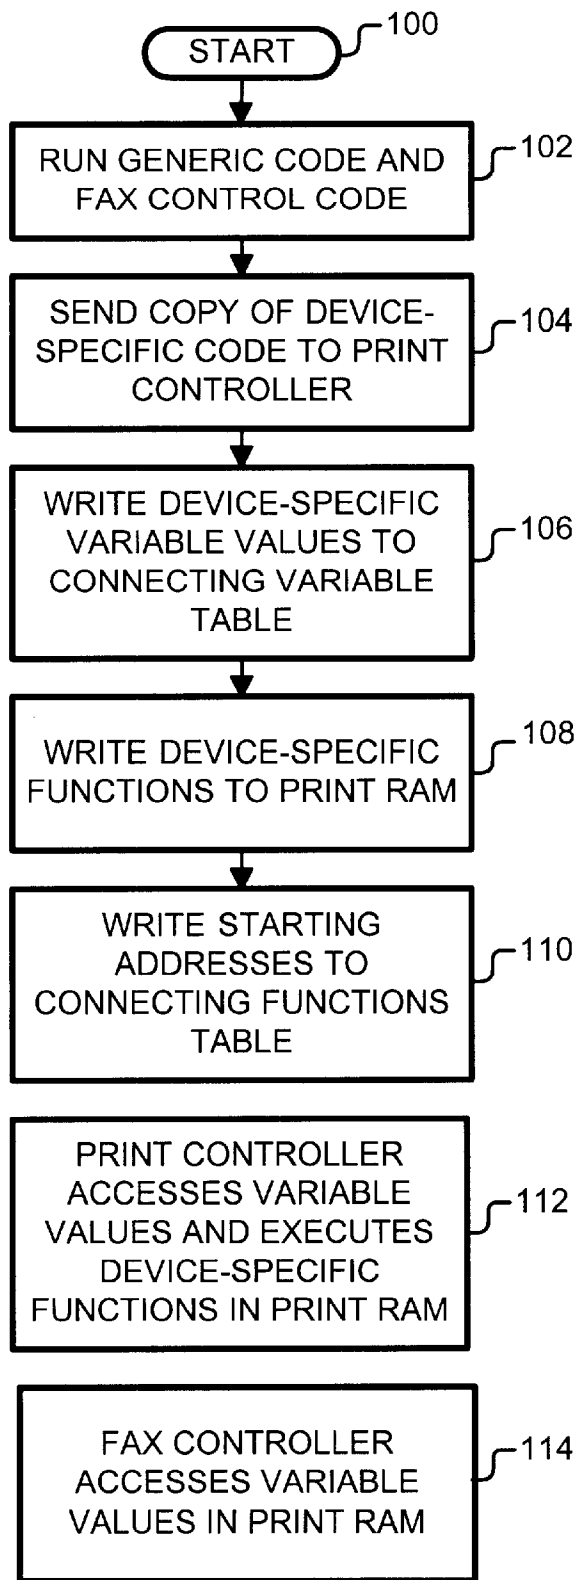 START
100
RUN GENERIC CODE AND
FAX CONTROL CODE
102
SEND COPY OF DEVICE-
SPECIFIC CODE TO PRINT
CONTROLLER
104
WRITE DEVICE-SPECIFIC
VARIABLE VALUES TO
CONNECTING VARIABLE
TABLE
106
WRITE DEVICE-SPECIFIC
FUNCTIONS TO PRINT RAM
108
WRITE STARTING
ADDRESSES TO
CONNECTING FUNCTIONS
TABLE
110
PRINT CONTROLLER
ACCESSES VARIABLE
VALUES AND EXECUTES
DEVICE-SPECIFIC
FUNCTIONS IN PRINT RAM
112
FAX CONTROLLER
ACCESSES VARIABLE
VALUES IN PRINT RAM
114